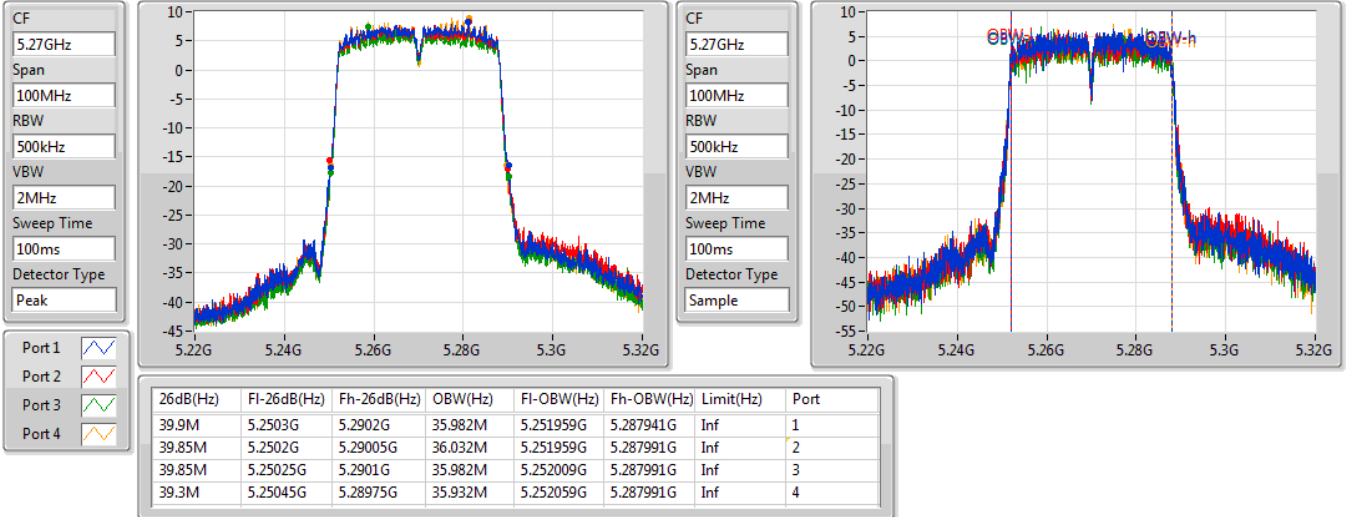 CF
5.27GHz
Span
100MHz
RBW
500kHz
VBW
2MHz
Sweep Time
100ms
Detector Type
Peak
10
5
0
-5
-10
-15
-20
-25
-30
-35
-40
-45
5.22G 5.24G 5.26G 5.28G 5.3G 5.32G
CF
5.27GHz
Span
100MHz
RBW
500kHz
VBW
2MHz
Sweep Time
100ms
Detector Type
Sample
10
5
0
-5
-10
-15
-20
-25
-30
-35
-40
-45
-50
-55
OBW-l OBW-h
5.22G 5.24G 5.26G 5.28G 5.3G 5.32G
Port 1
Port 2
Port 3
Port 4
26dB(Hz) Fl-26dB(Hz) Fh-26dB(Hz) OBW(Hz) Fl-OBW(Hz) Fh-OBW(Hz) Limit(Hz) Port
39.9M 5.2503G 5.2902G 35.982M 5.251959G 5.287941G Inf 1
39.85M 5.2502G 5.29005G 36.032M 5.251959G 5.287991G Inf 2
39.85M 5.25025G 5.2901G 35.982M 5.252009G 5.287991G Inf 3
39.3M 5.25045G 5.28975G 35.932M 5.252059G 5.287991G Inf 4